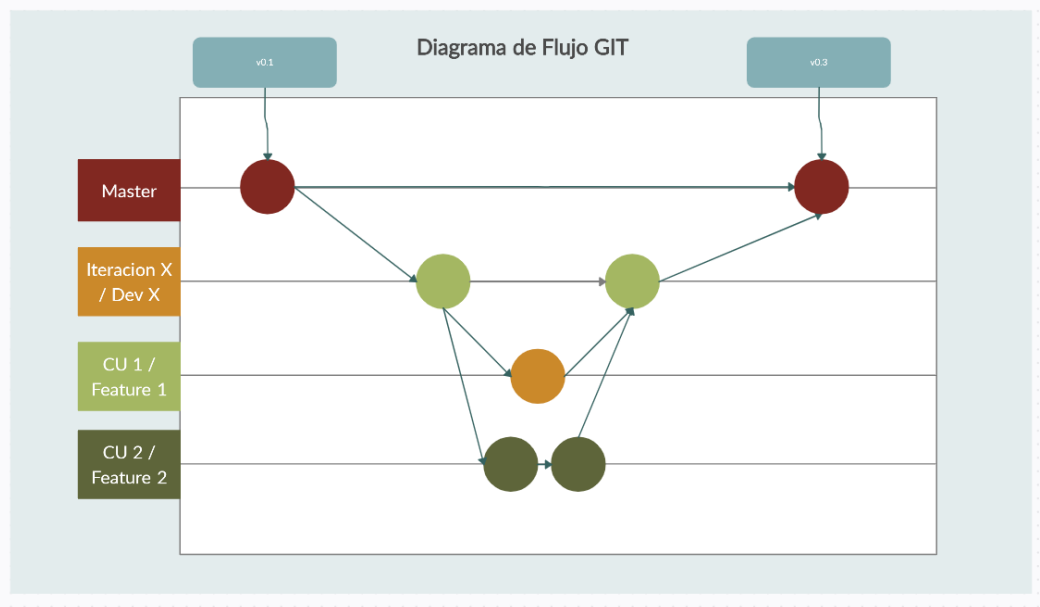 Diagrama de Flujo GIT
v0.1
v0.3
Master
Iteracion X
/ Dev X
CU 1 /
Feature 1
CU 2 /
Feature 2